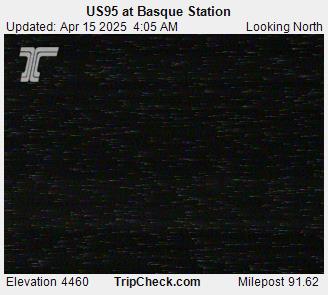 US95 at Basque Station
Updated: Apr 15 2025 4:05 AM Looking North
Elevation 4460 TripCheck.com Milepost 91.62